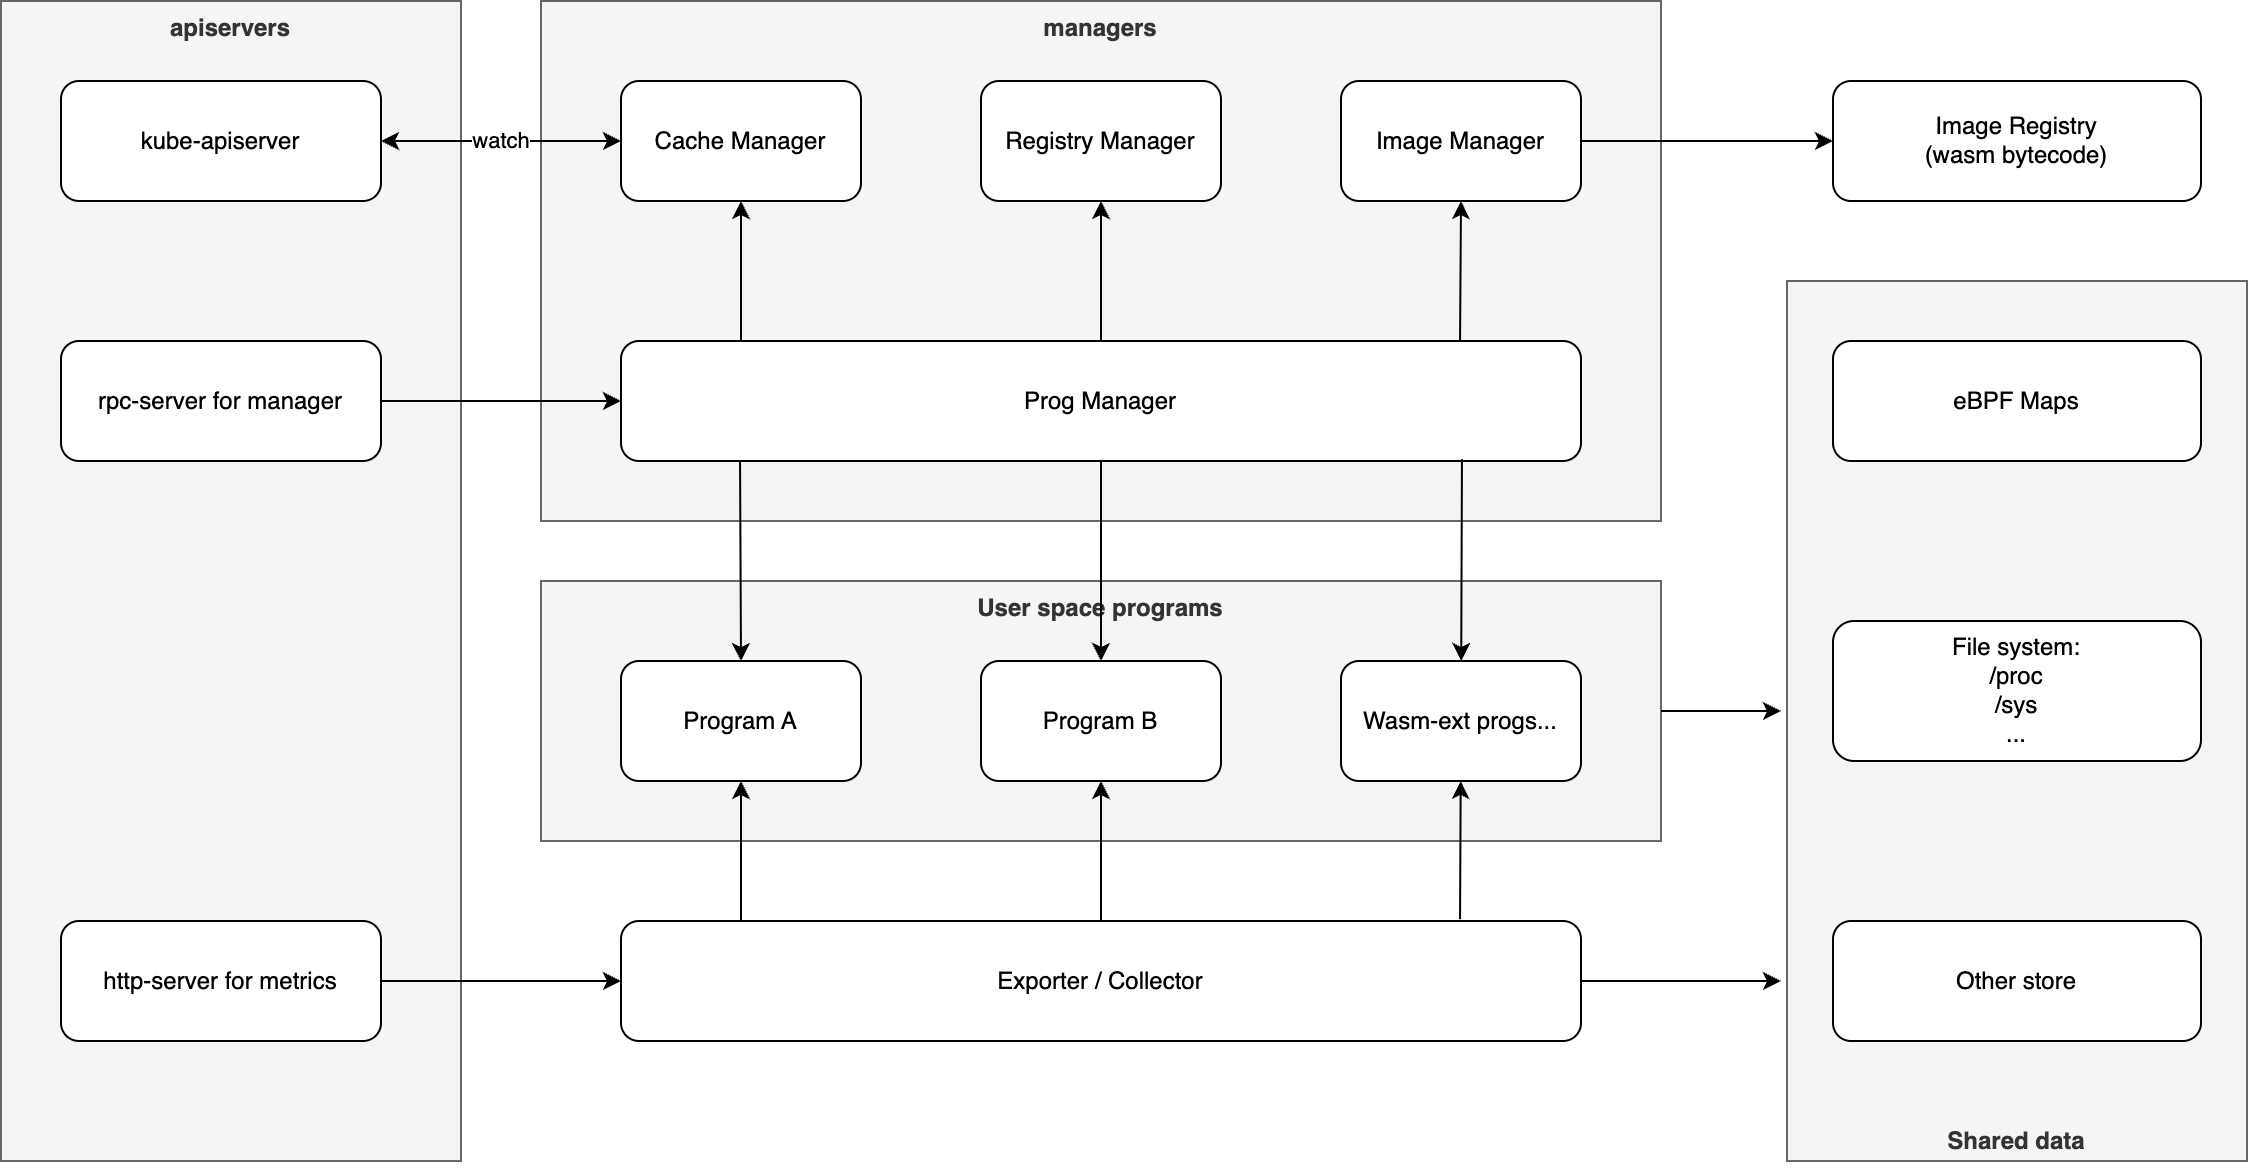 apiservers
managers
kube-apiserver
watch
Cache Manager
Registry Manager
Image Manager
Image Registry
(wasm bytecode)
rpc-server for manager
Prog Manager
eBPF Maps
User space programs
Program A
Program B
Wasm-ext progs...
File system:
/proc
/sys
...
http-server for metrics
Exporter / Collector
Other store
Shared data